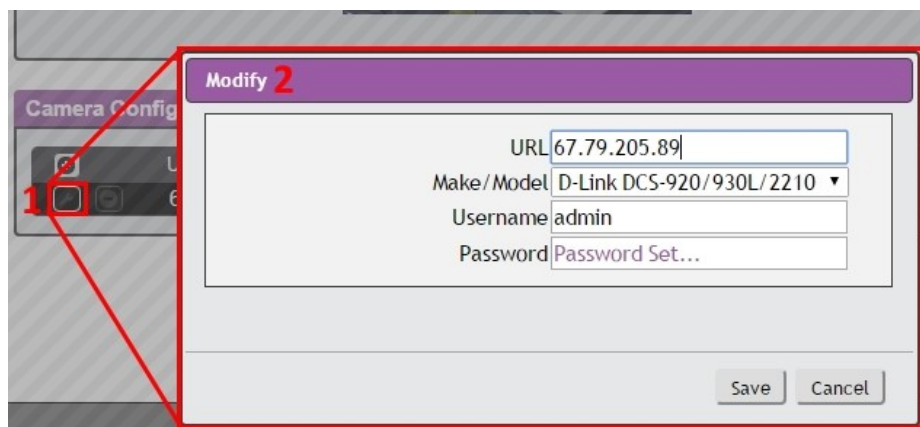 Modify 2
Camera Config
URL 67.79.205.89
U
Make/Model D-Link DCS-920/930L/2210
1
6
Username admin
Password Password Set...
Save Cancel